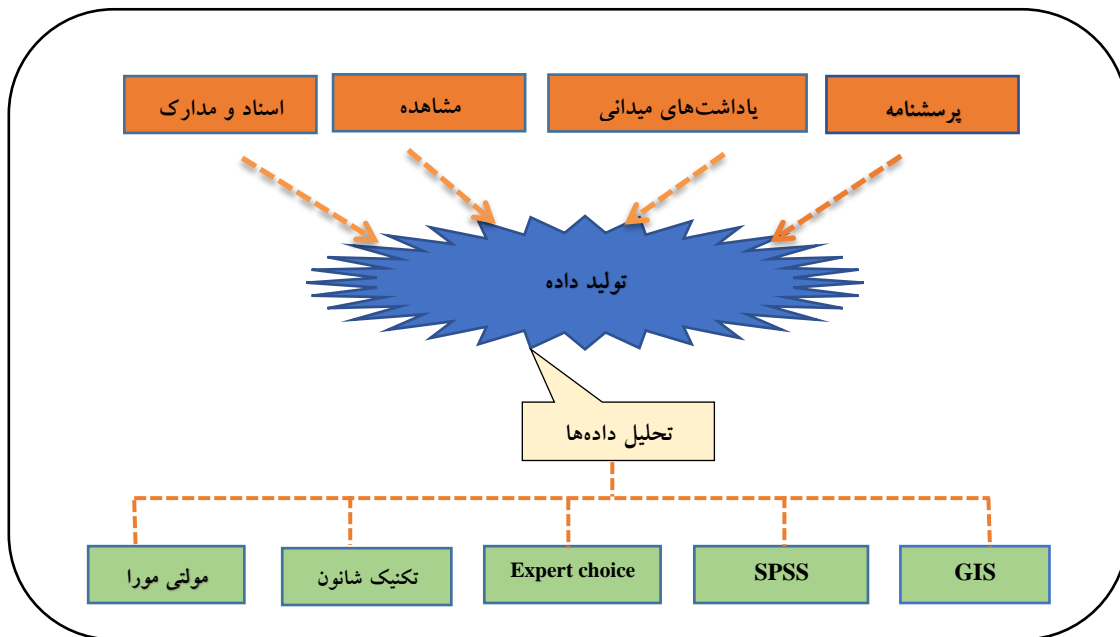 پرسشنامه
یاداشت‌های میدانی
مشاهده
اسناد و مدارک
تولید داده
تحلیل داده‌ها
GIS
SPSS
Expert choice
تکنیک شانون
مولتی مورا